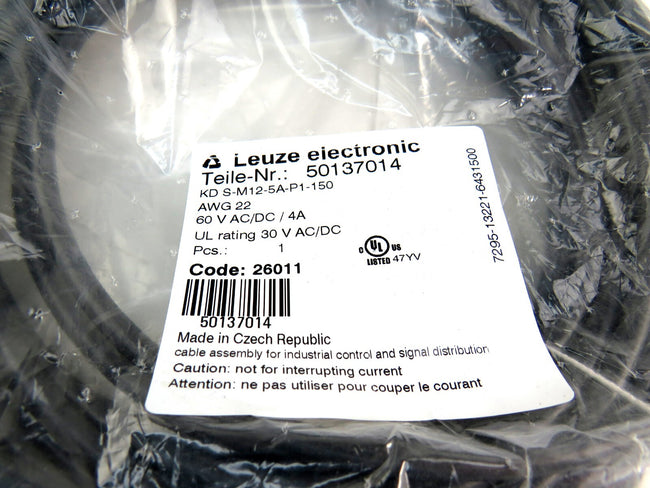 Leuze electronic
Teile-Nr.: 50137014
KD S-M12-5A-P1-150
AWG 22
60 V AC/DC / 4A
UL rating 30 V AC/DC
Pcs.: 1
Code: 26011
C UL US
LISTED 47YV
50137014
Made in Czech Republic
cable assembly for industrial control and signal distribution
Caution: not for interrupting current
Attention: ne pas utiliser pour couper le courant
7295-13221-6431500